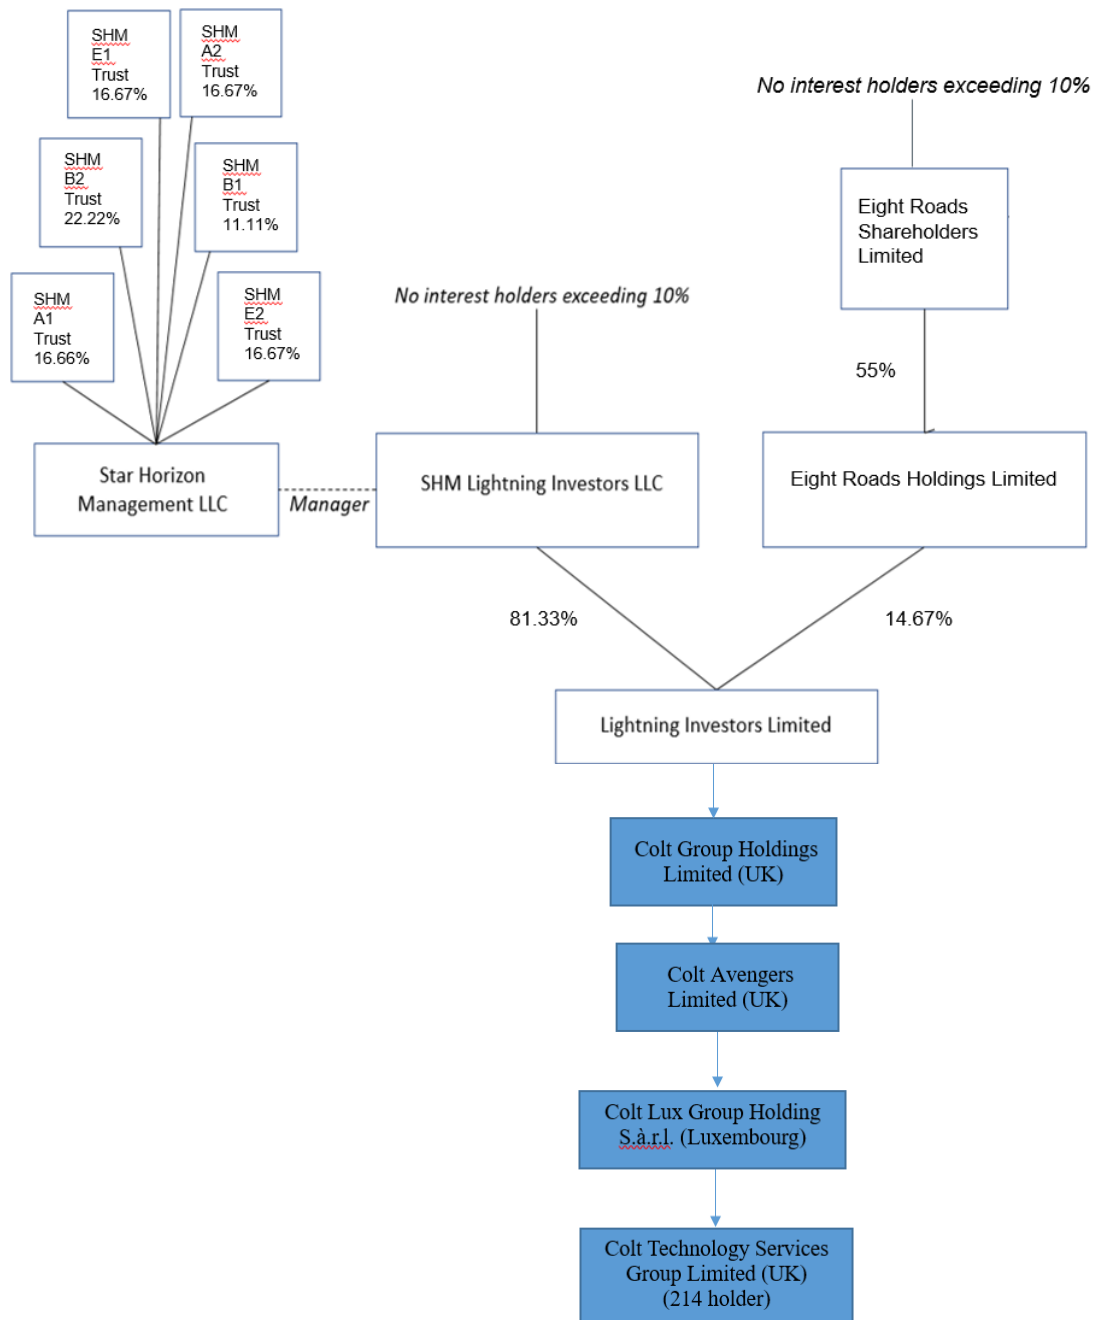 SHM
E1
Trust
16.67%
SHM
A2
Trust
16.67%
No interest holders exceeding 10%
SHM
B2
Trust
22.22%
SHM
B1
Trust
11.11%
Eight Roads
Shareholders
Limited
SHM
A1
Trust
16.66%
SHM
E2
Trust
16.67%
No interest holders exceeding 10%
55%
Star Horizon
Management LLC
Manager
SHM Lightning Investors LLC
Eight Roads Holdings Limited
81.33%
14.67%
Lightning Investors Limited
Colt Group Holdings
Limited (UK)
Colt Avengers
Limited (UK)
Colt Lux Group Holding
S.à.r.l. (Luxembourg)
Colt Technology Services
Group Limited (UK)
(214 holder)